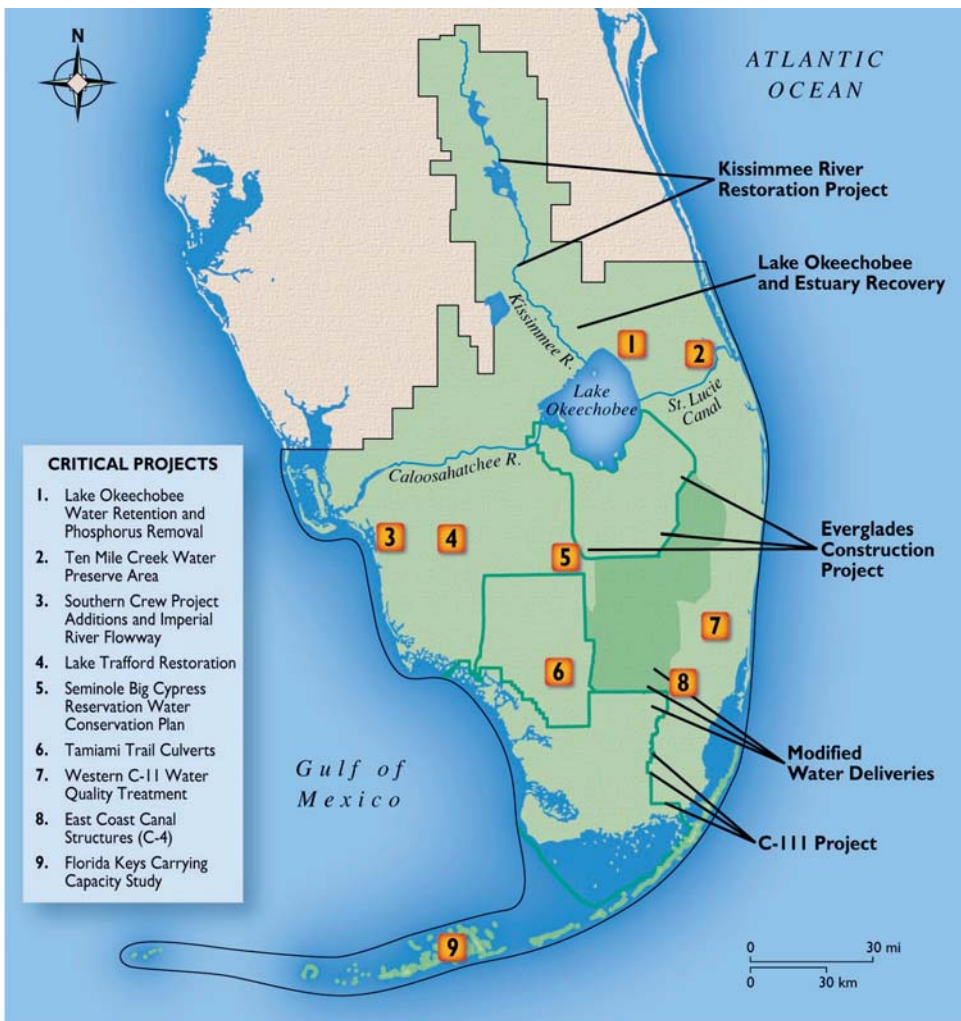 N
ATLANTIC
OCEAN
Kissimmee River
Restoration Project
Lake Okeechobee
and Estuary Recovery
Kissimmee R.
1
2
Lake
Okeechobee
St. Lucie
Canal
Caloosahatchee R.
CRITICAL PROJECTS
1. Lake Okeechobee
Water Retention and
Phosphorus Removal
2. Ten Mile Creek Water
Preserve Area
3. Southern Crew Project
Additions and Imperial
River Flowway
4. Lake Trafford Restoration
5. Seminole Big Cypress
Reservation Water
Conservation Plan
6. Tamiami Trail Culverts
7. Western C-11 Water
Quality Treatment
8. East Coast Canal
Structures (C-4)
9. Florida Keys Carrying
Capacity Study
3
4
5
Everglades
Construction
Project
7
6
8
Modified
Water Deliveries
Gulf of
Mexico
C-111 Project
9
0 30 mi
0 30 km